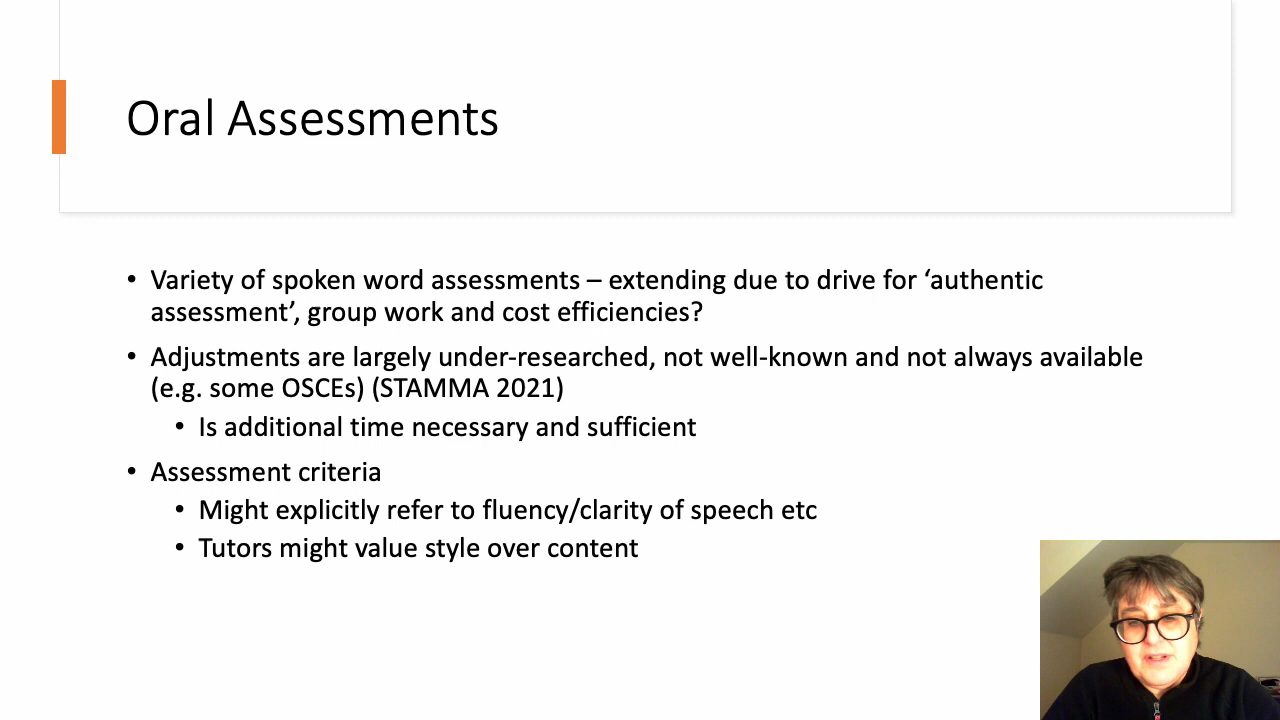 Oral Assessments
• Variety of spoken word assessments – extending due to drive for ‘authentic
assessment’, group work and cost efficiencies?
• Adjustments are largely under-researched, not well-known and not always available
(e.g. some OSCEs) (STAMMA 2021)
• Is additional time necessary and sufficient
• Assessment criteria
• Might explicitly refer to fluency/clarity of speech etc
• Tutors might value style over content